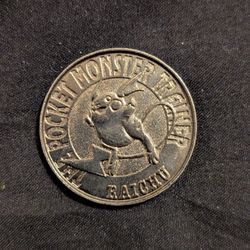 I'M A POCKET MONSTER TRAINER
RAICHU